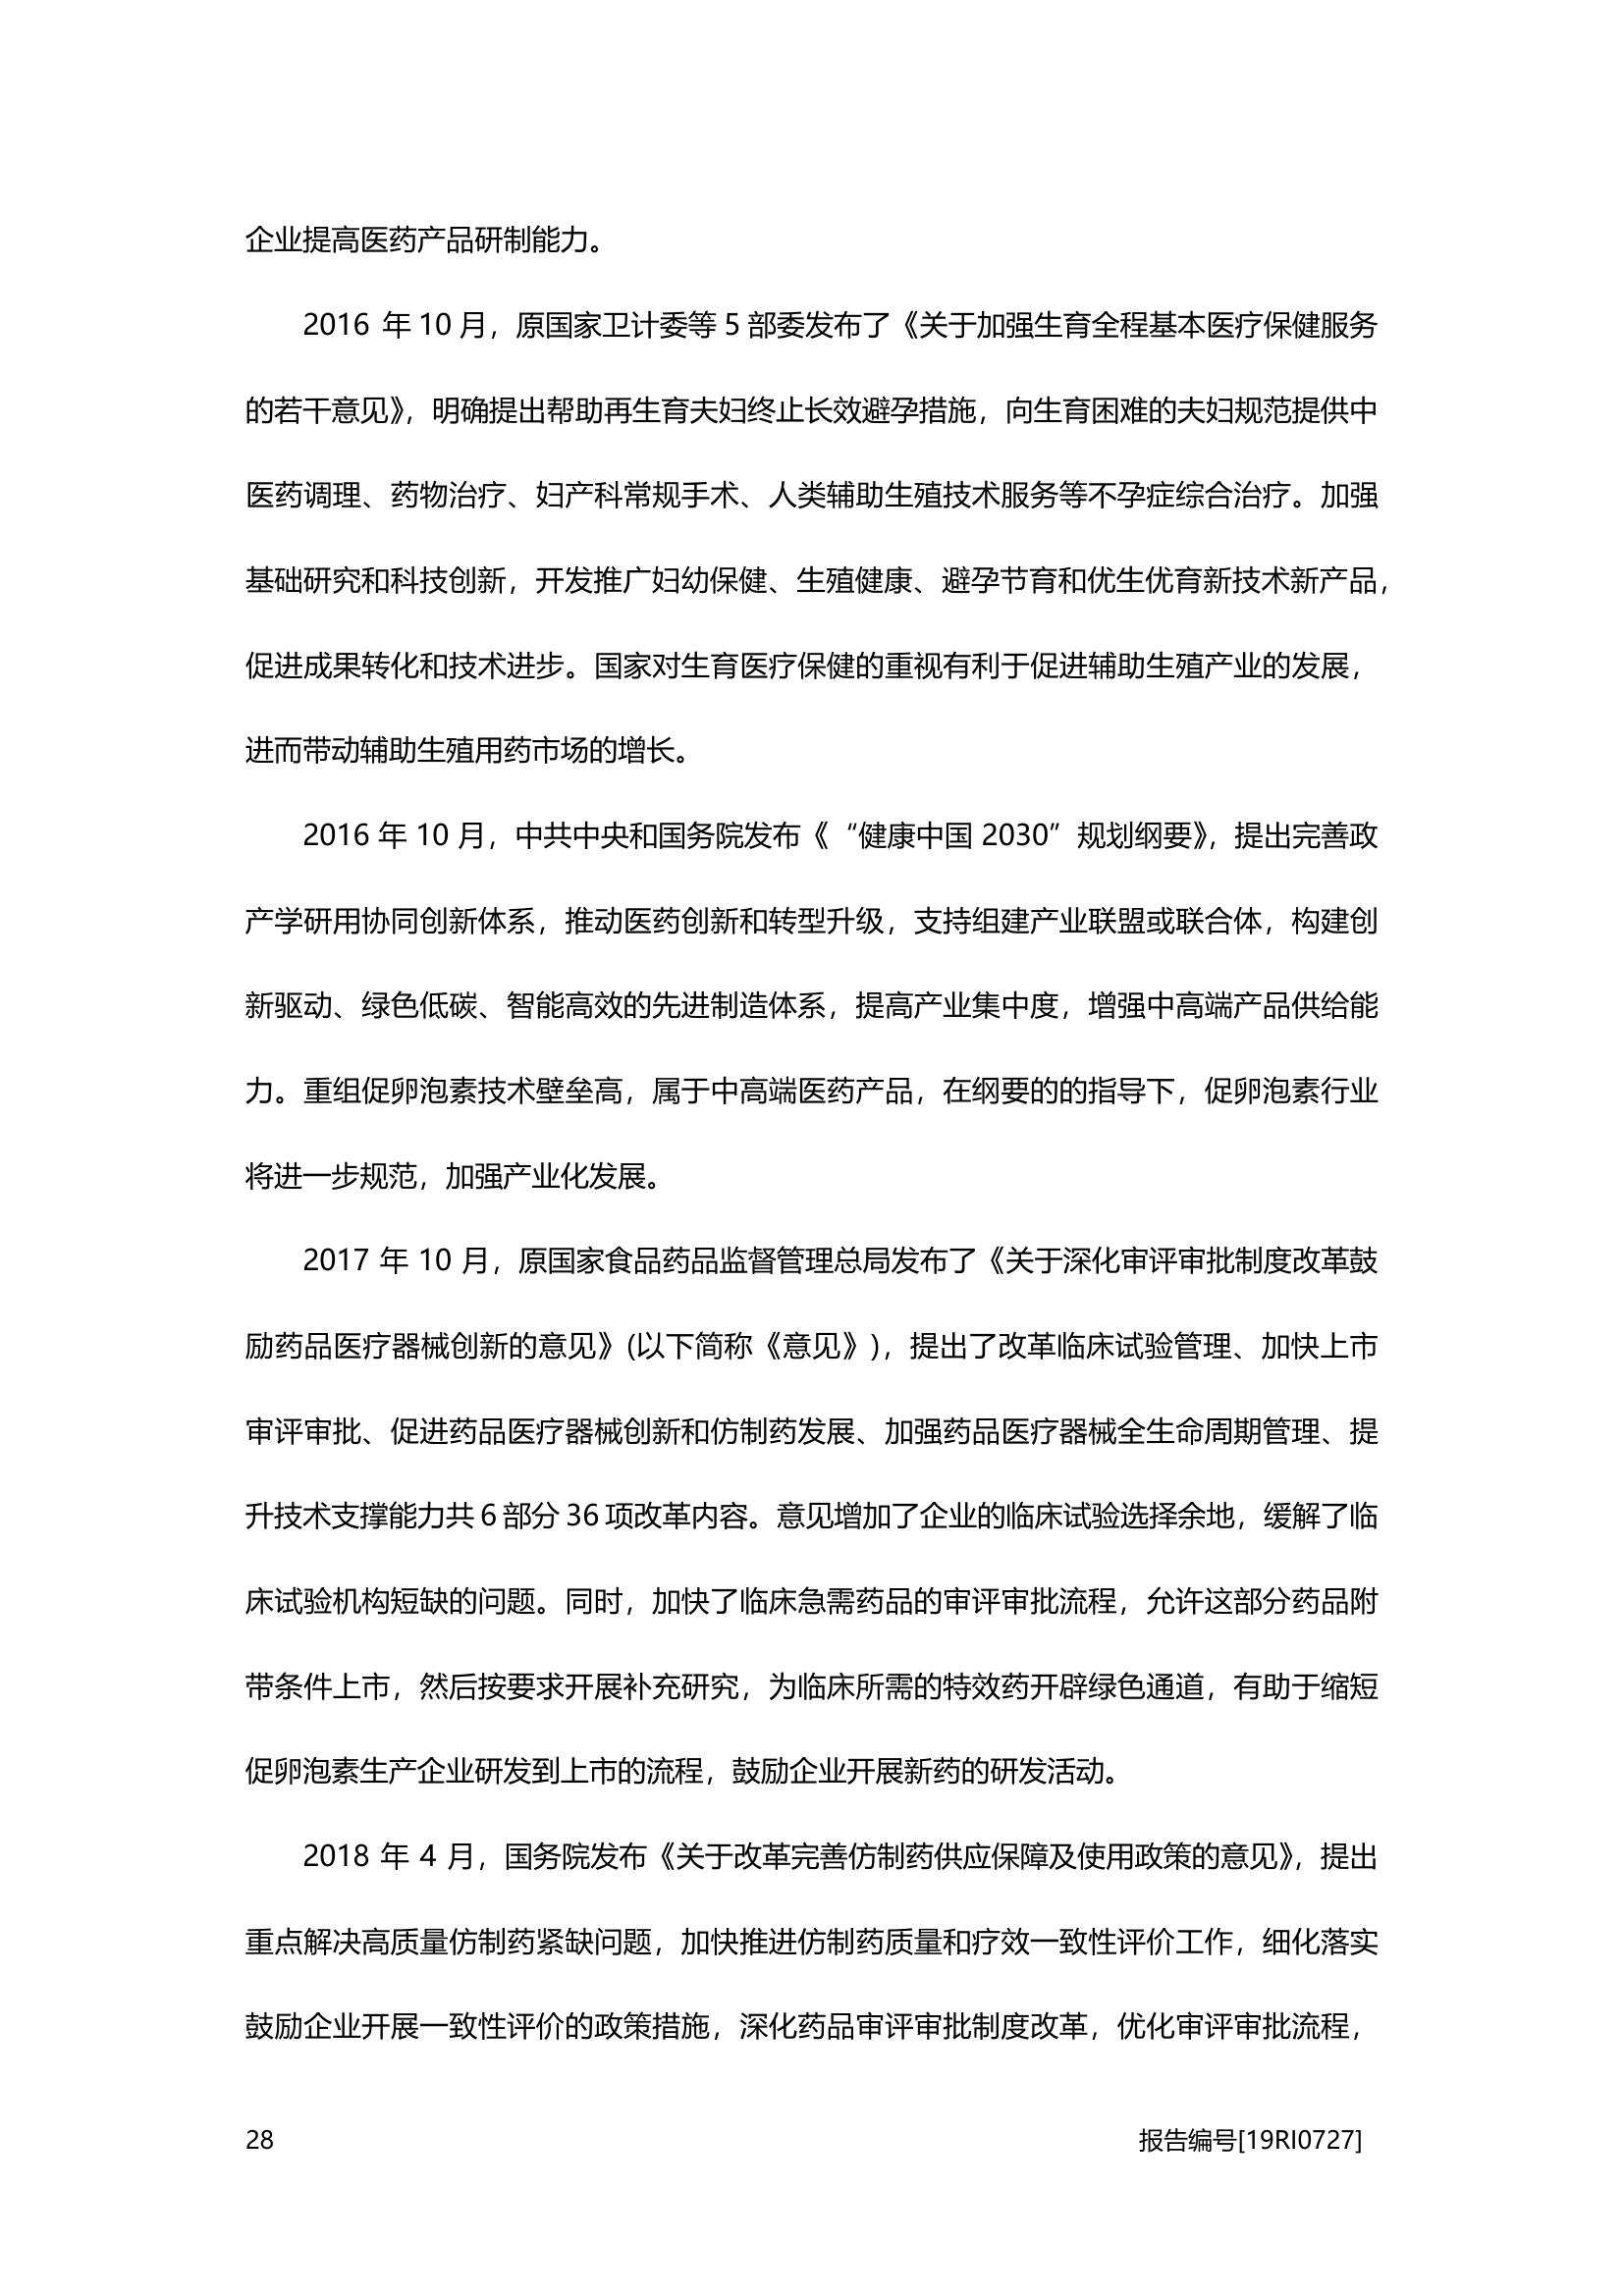 企业提高医药产品研制能力。
2016 年 10 月，原国家卫计委等 5 部委发布了《关于加强生育全程基本医疗保健服务
的若干意见》，明确提出帮助再生育夫妇终止长效避孕措施，向生育困难的夫妇规范提供中
医药调理、药物治疗、妇产科常规手术、人类辅助生殖技术服务等不孕症综合治疗。加强
基础研究和科技创新，开发推广妇幼保健、生殖健康、避孕节育和优生优育新技术新产品，
促进成果转化和技术进步。国家对生育医疗保健的重视有利于促进辅助生殖产业的发展，
进而带动辅助生殖用药市场的增长。
2016 年 10 月，中共中央和国务院发布《“健康中国 2030”规划纲要》，提出完善政
产学研用协同创新体系，推动医药创新和转型升级，支持组建产业联盟或联合体，构建创
新驱动、绿色低碳、智能高效的先进制造体系，提高产业集中度，增强中高端产品供给能
力。重组促卵泡素技术壁垒高，属于中高端医药产品，在纲要的的指导下，促卵泡素行业
将进一步规范，加强产业化发展。
2017 年 10 月，原国家食品药品监督管理总局发布了《关于深化审评审批制度改革鼓
励药品医疗器械创新的意见》(以下简称《意见》)，提出了改革临床试验管理、加快上市
审评审批、促进药品医疗器械创新和仿制药发展、加强药品医疗器械全生命周期管理、提
升技术支撑能力共 6 部分 36 项改革内容。意见增加了企业的临床试验选择余地，缓解了临
床试验机构短缺的问题。同时，加快了临床急需药品的审评审批流程，允许这部分药品附
带条件上市，然后按要求开展补充研究，为临床所需的特效药开辟绿色通道，有助于缩短
促卵泡素生产企业研发到上市的流程，鼓励企业开展新药的研发活动。
2018 年 4 月，国务院发布《关于改革完善仿制药供应保障及使用政策的意见》，提出
重点解决高质量仿制药紧缺问题，加快推进仿制药质量和疗效一致性评价工作，细化落实
鼓励企业开展一致性评价的政策措施，深化药品审评审批制度改革，优化审评审批流程，
28 报告编号[19RI0727]